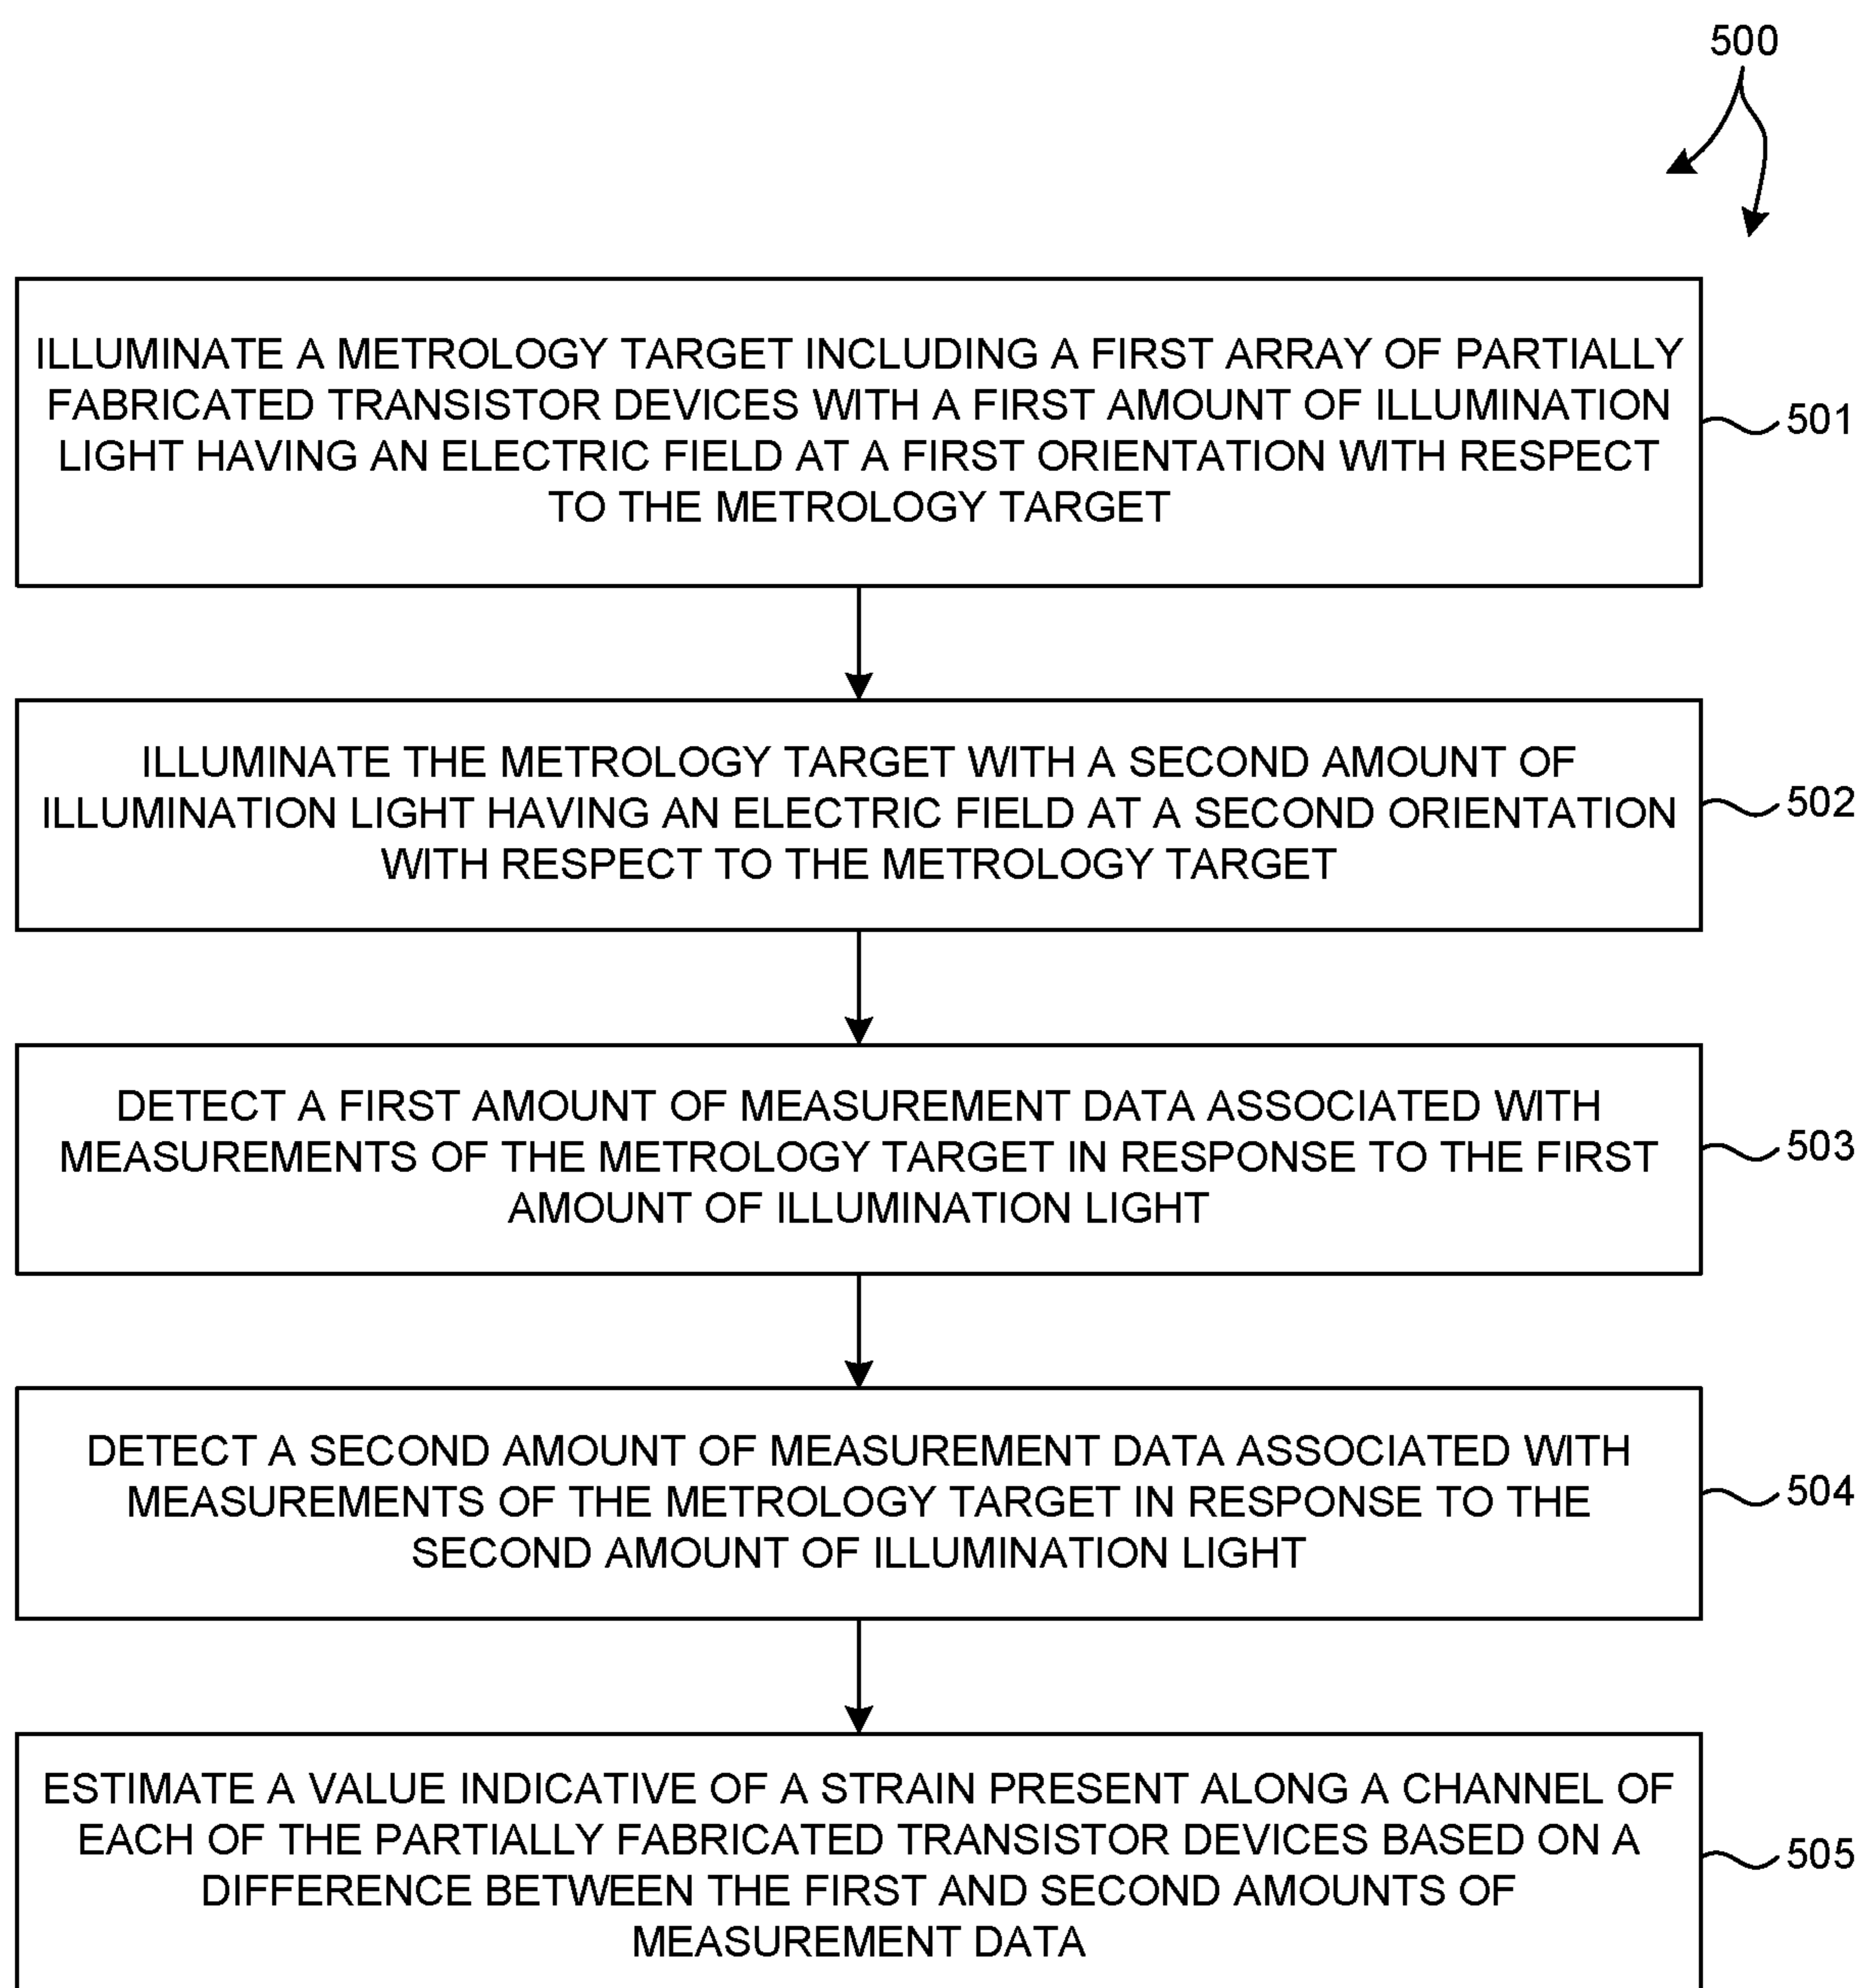 500
ILLUMINATE A METROLOGY TARGET INCLUDING A FIRST ARRAY OF PARTIALLY
FABRICATED TRANSISTOR DEVICES WITH A FIRST AMOUNT OF ILLUMINATION
LIGHT HAVING AN ELECTRIC FIELD AT A FIRST ORIENTATION WITH RESPECT
TO THE METROLOGY TARGET
501
ILLUMINATE THE METROLOGY TARGET WITH A SECOND AMOUNT OF
ILLUMINATION LIGHT HAVING AN ELECTRIC FIELD AT A SECOND ORIENTATION
WITH RESPECT TO THE METROLOGY TARGET
502
DETECT A FIRST AMOUNT OF MEASUREMENT DATA ASSOCIATED WITH
MEASUREMENTS OF THE METROLOGY TARGET IN RESPONSE TO THE FIRST
AMOUNT OF ILLUMINATION LIGHT
503
DETECT A SECOND AMOUNT OF MEASUREMENT DATA ASSOCIATED WITH
MEASUREMENTS OF THE METROLOGY TARGET IN RESPONSE TO THE
SECOND AMOUNT OF ILLUMINATION LIGHT
504
ESTIMATE A VALUE INDICATIVE OF A STRAIN PRESENT ALONG A CHANNEL OF
EACH OF THE PARTIALLY FABRICATED TRANSISTOR DEVICES BASED ON A
DIFFERENCE BETWEEN THE FIRST AND SECOND AMOUNTS OF
MEASUREMENT DATA
505